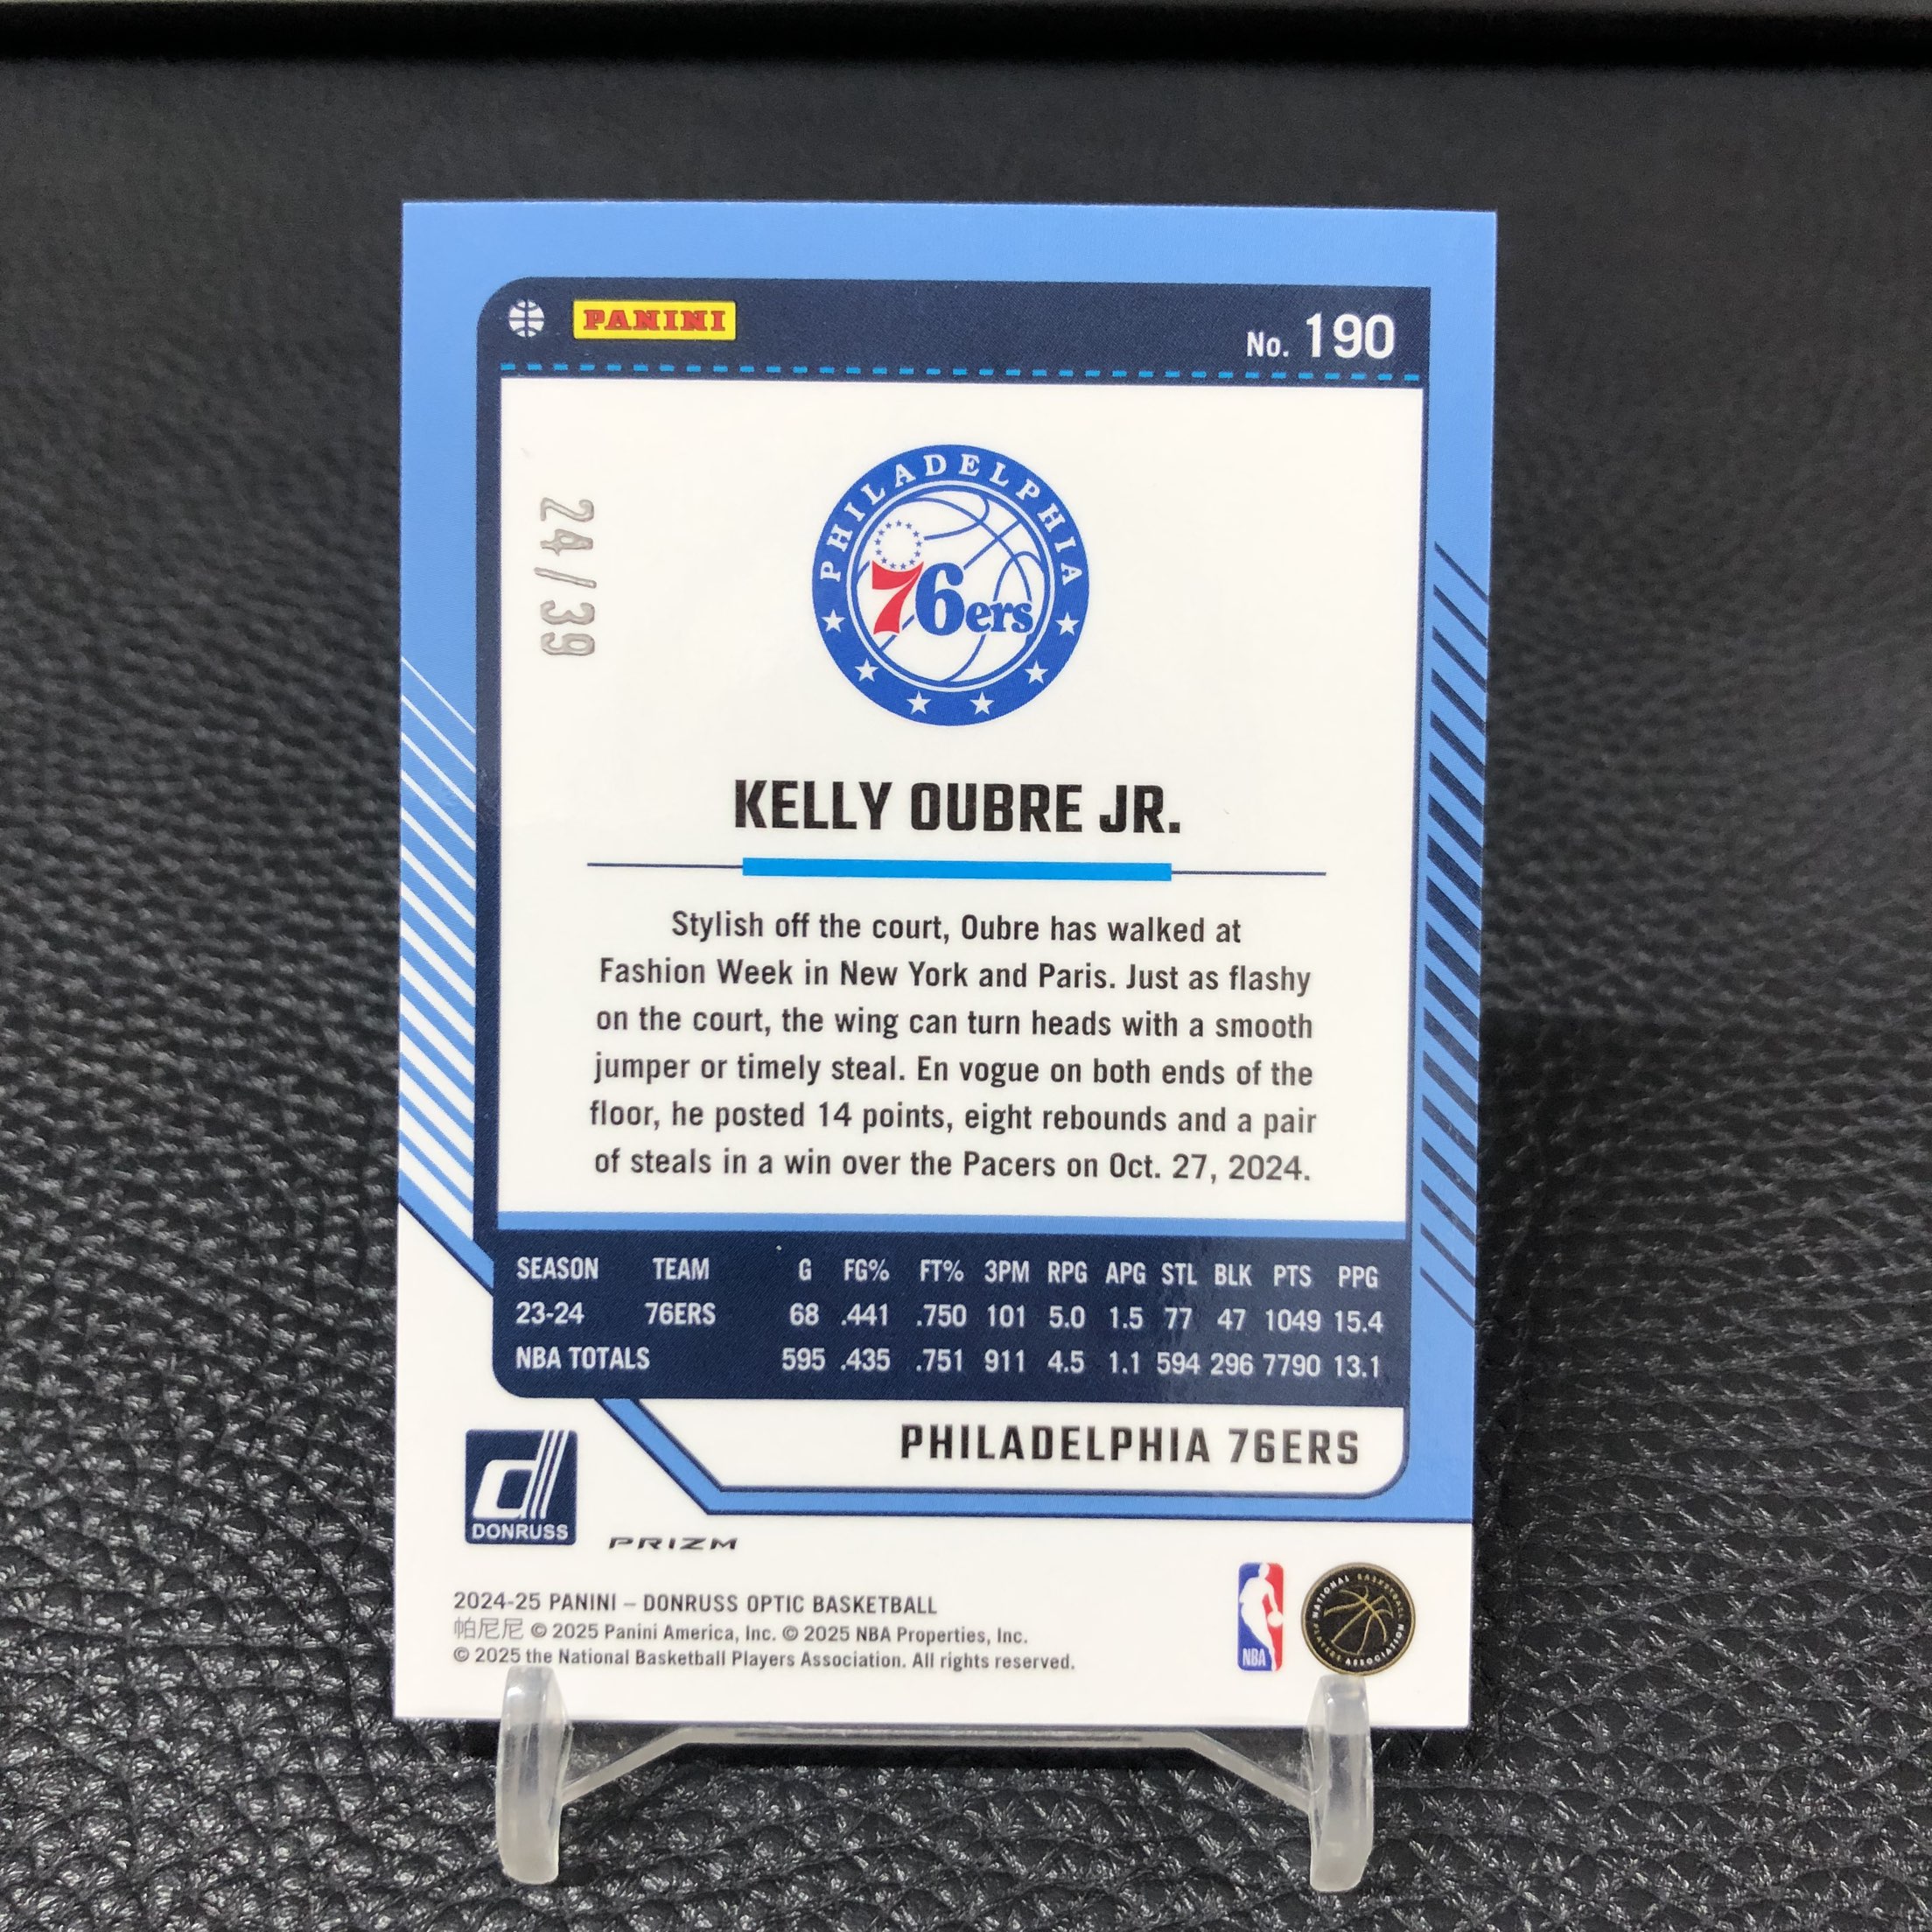 PANINI
No. 190
24/39
PHILADELPHIA
76ers
KELLY OUBRE JR.
Stylish off the court, Oubre has walked at
Fashion Week in New York and Paris. Just as flashy
on the court, the wing can turn heads with a smooth
jumper or timely steal. En vogue on both ends of the
floor, he posted 14 points, eight rebounds and a pair
of steals in a win over the Pacers on Oct. 27, 2024.
SEASON TEAM G FG% FT% 3PM RPG APG STL BLK PTS PPG
23-24 76ERS 68 .441 .750 101 5.0 1.5 77 47 1049 15.4
NBA TOTALS 595 .435 .751 911 4.5 1.1 594 296 7790 13.1
PHILADELPHIA 76ERS
DONRUSS
PRIZM
2024-25 PANINI – DONRUSS OPTIC BASKETBALL
帕尼尼 © 2025 Panini America, Inc. © 2025 NBA Properties, Inc.
© 2025 the National Basketball Players Association. All rights reserved.
NBA
NATIONAL BASKETBALL
PLAYERS ASSOCIATION